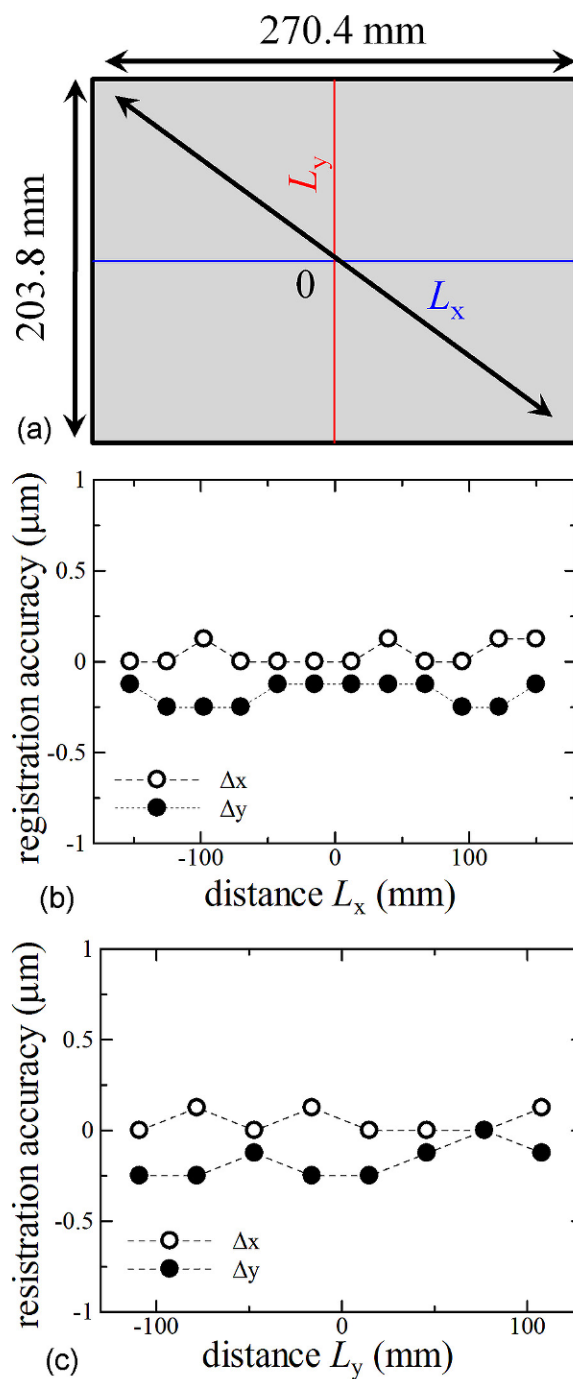 270.4 mm
203.8 mm
Ly
0
Lx
(a)
registration accuracy (μm)
1
0.5
0
-0.5
-1
Δx
Δy
-100 0 100
(b) distance Lx (mm)
resistration accuracy (μm)
1
0.5
0
-0.5
-1
Δx
Δy
-100 0 100
(c) distance Ly (mm)